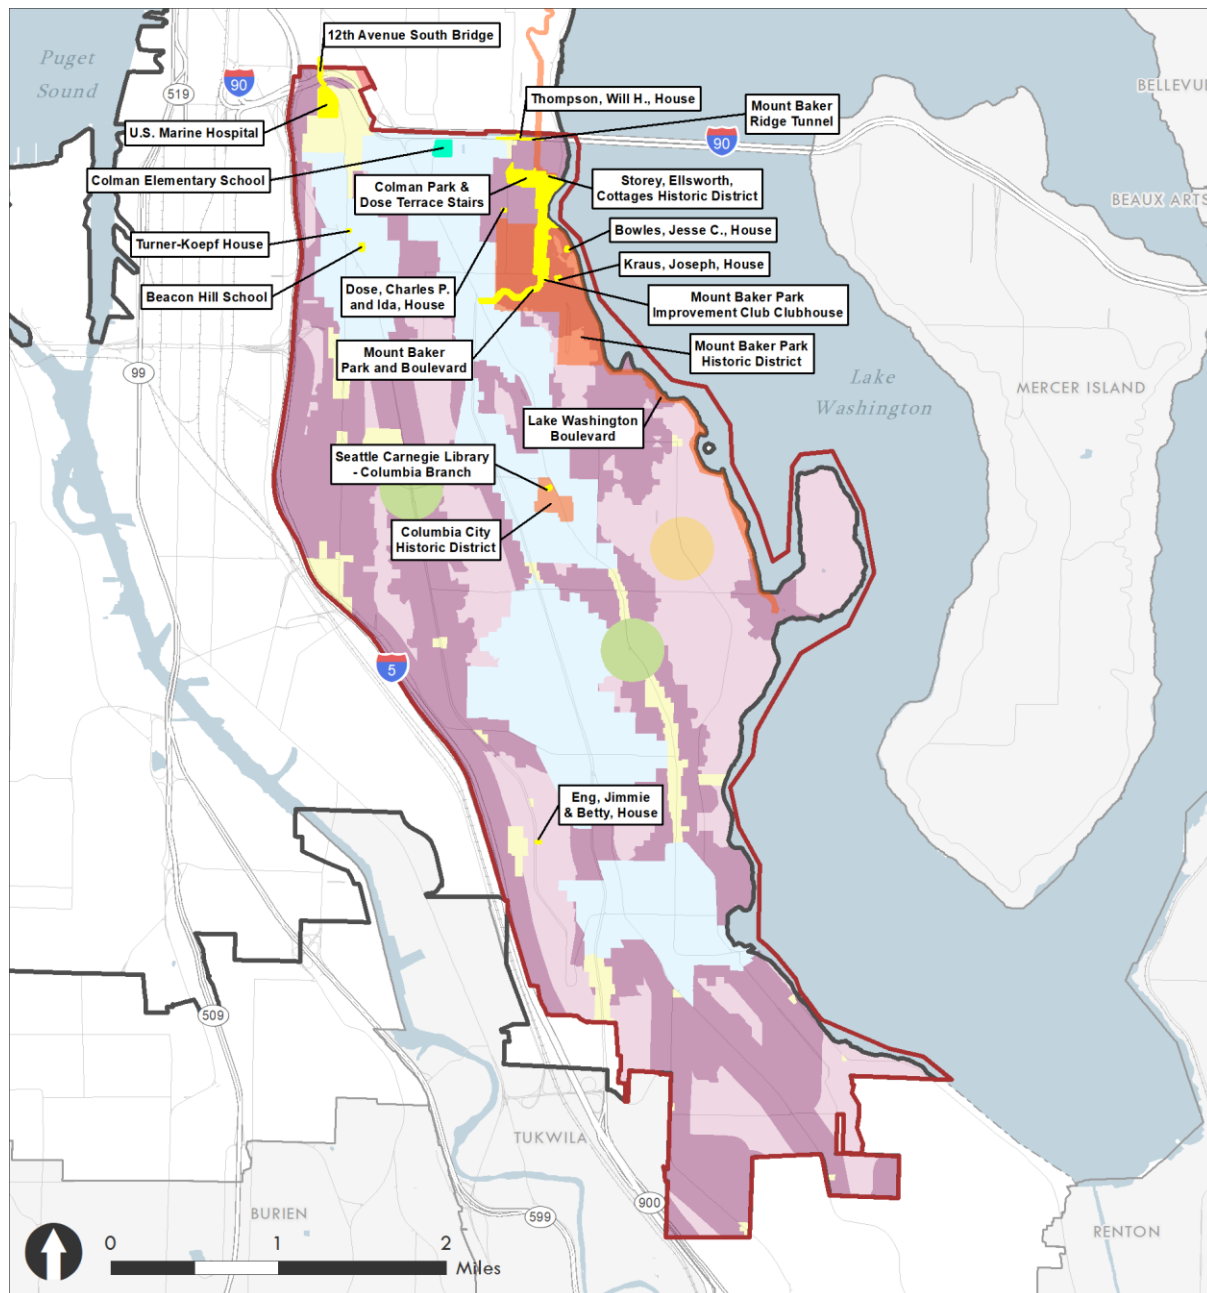 12th Avenue South Bridge
Puget
Sound
90
519
Thompson, Will H., House
Mount Baker
Ridge Tunnel
BELLEVU
U.S. Marine Hospital
90
Colman Elementary School
Colman Park &
Dose Terrace Stairs
Storey, Ellsworth,
Cottages Historic District
BEAUX ARTS
Turner-Koepf House
Bowles, Jesse C., House
Kraus, Joseph, House
Beacon Hill School
Dose, Charles P.
and Ida, House
Mount Baker Park
Improvement Club Clubhouse
Mount Baker
Park and Boulevard
Mount Baker Park
Historic District
99
Lake
Washington
MERCER ISLAND
Lake Washington
Boulevard
Seattle Carnegie Library
- Columbia Branch
Columbia City
Historic District
5
Eng, Jimmie
& Betty, House
509
TUKWILA
BURIEN
599
900
RENTON
0 1 2
Miles